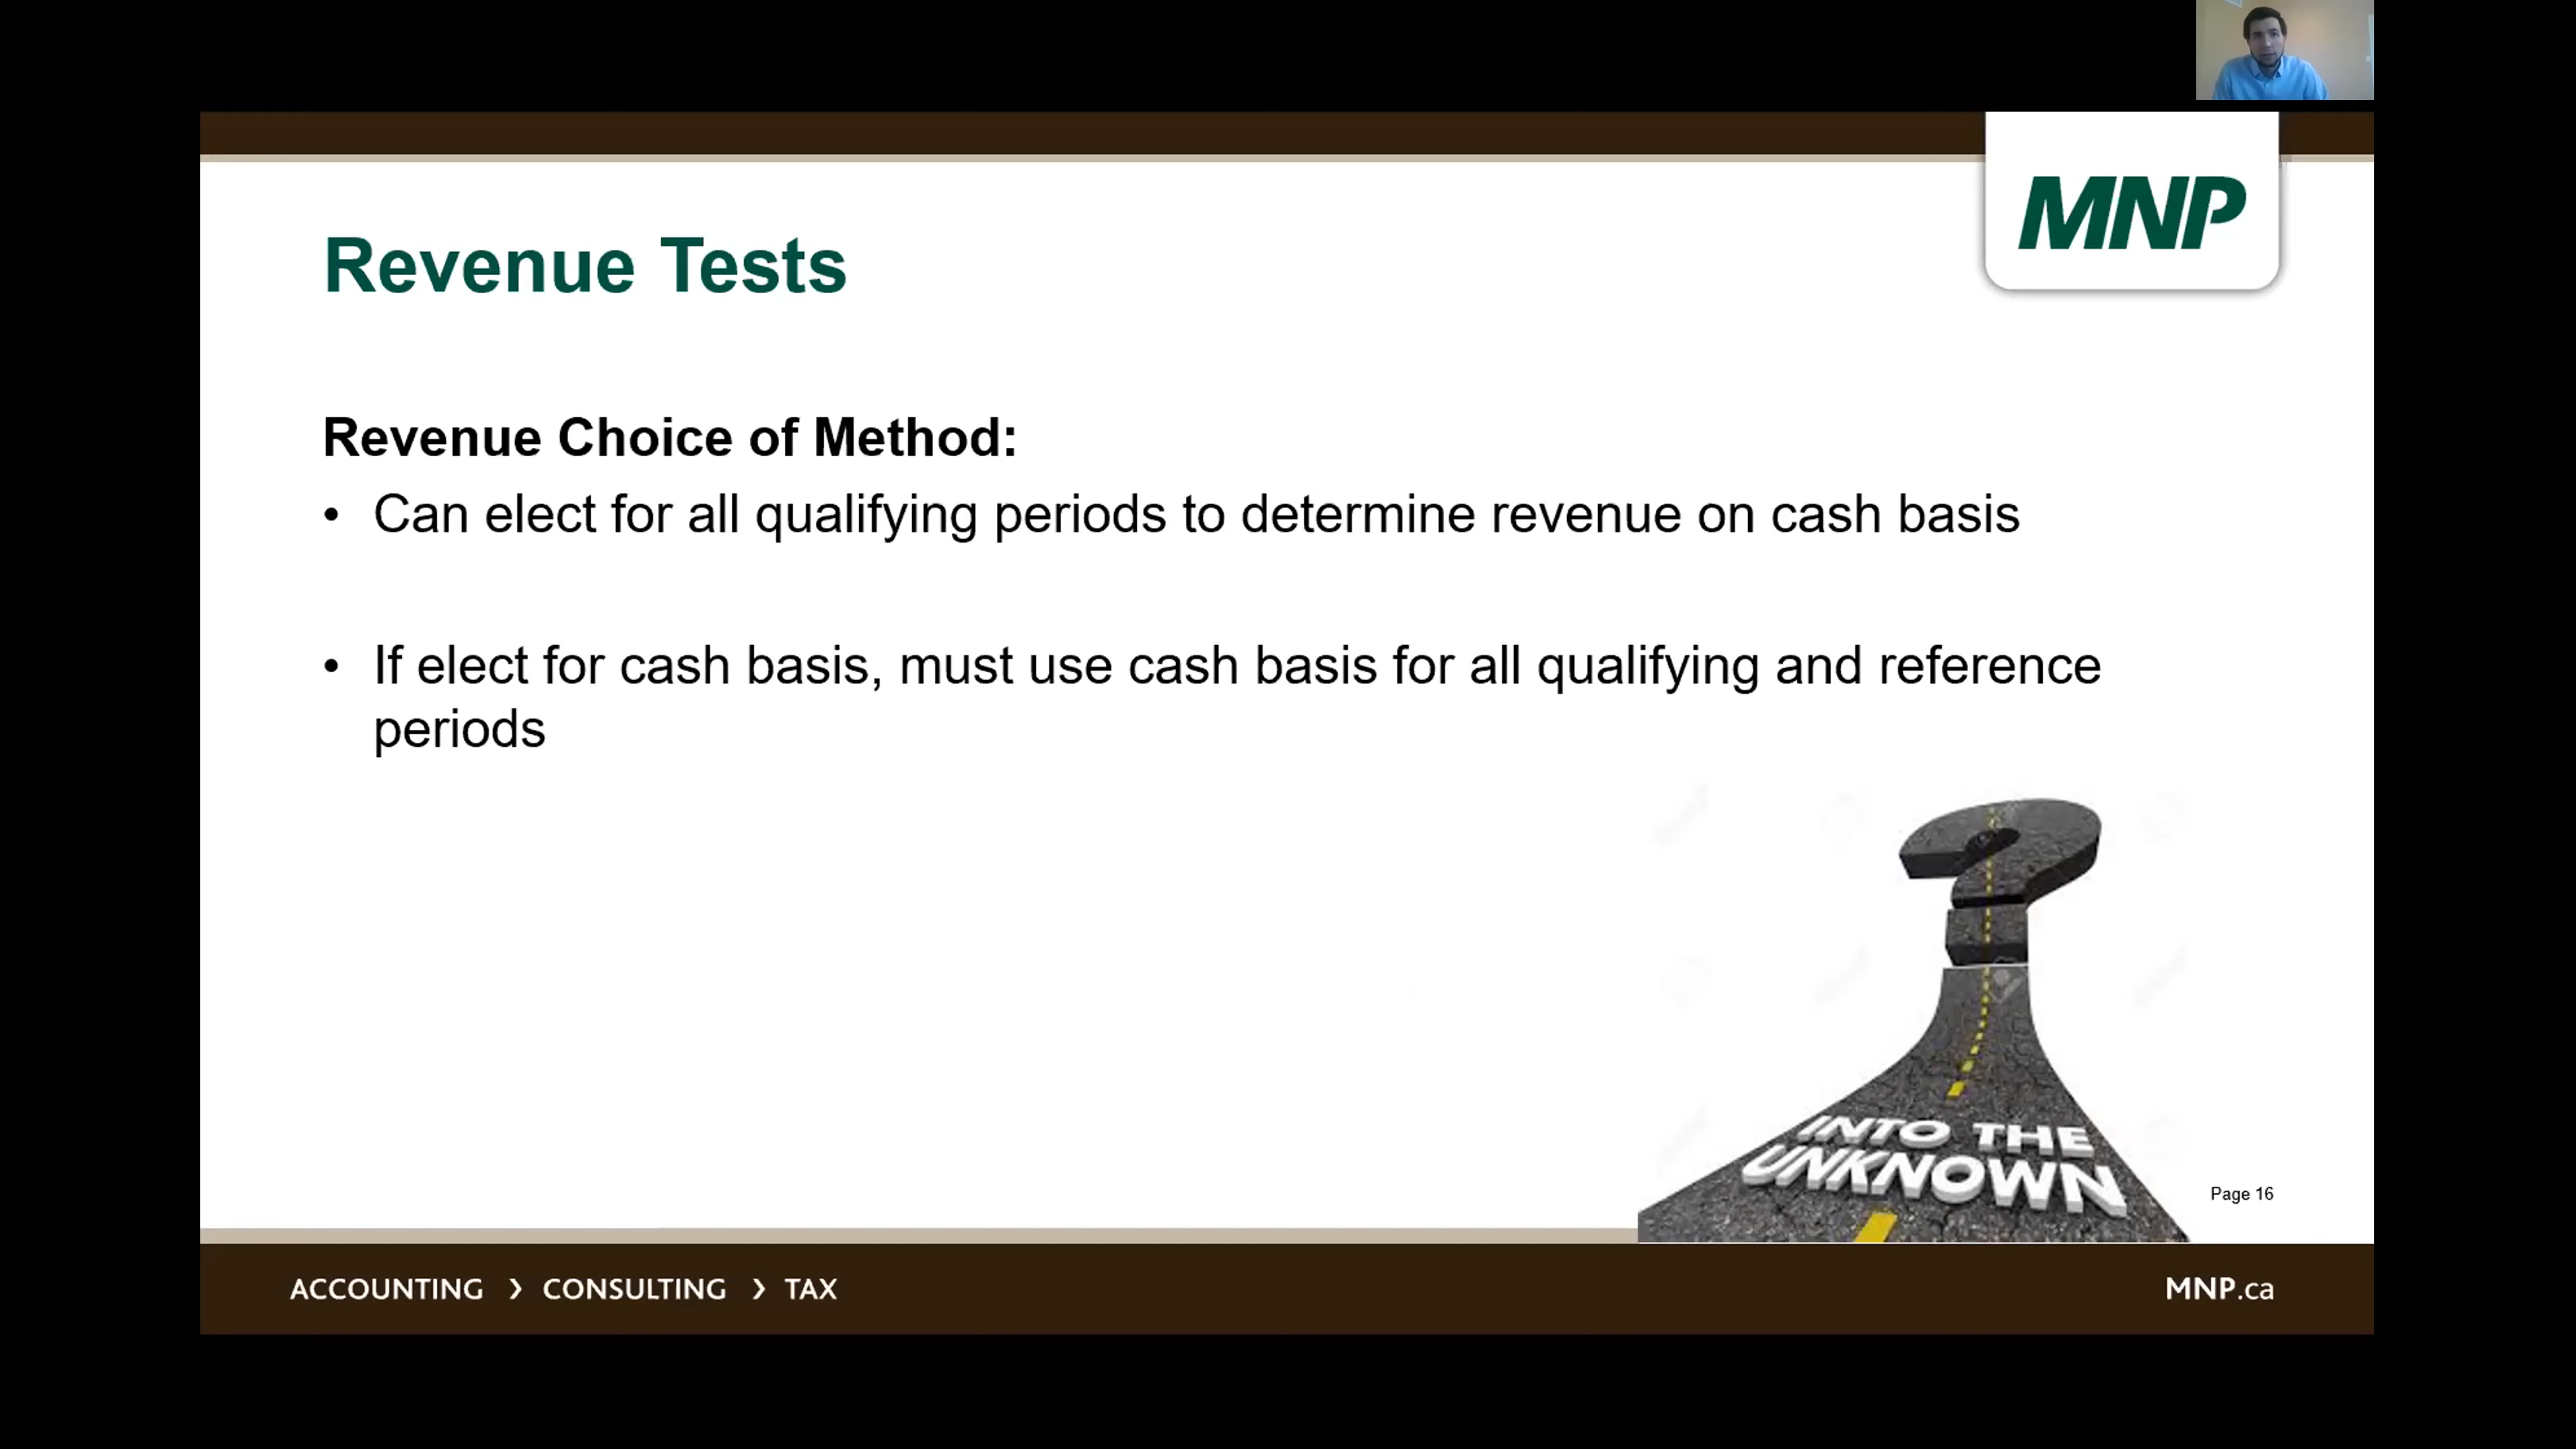 MNP
Revenue Tests
Revenue Choice of Method:
• Can elect for all qualifying periods to determine revenue on cash basis
• If elect for cash basis, must use cash basis for all qualifying and reference
periods
INTO THE
UNKNOWN
Page 16
ACCOUNTING › CONSULTING › TAX
MNP.ca